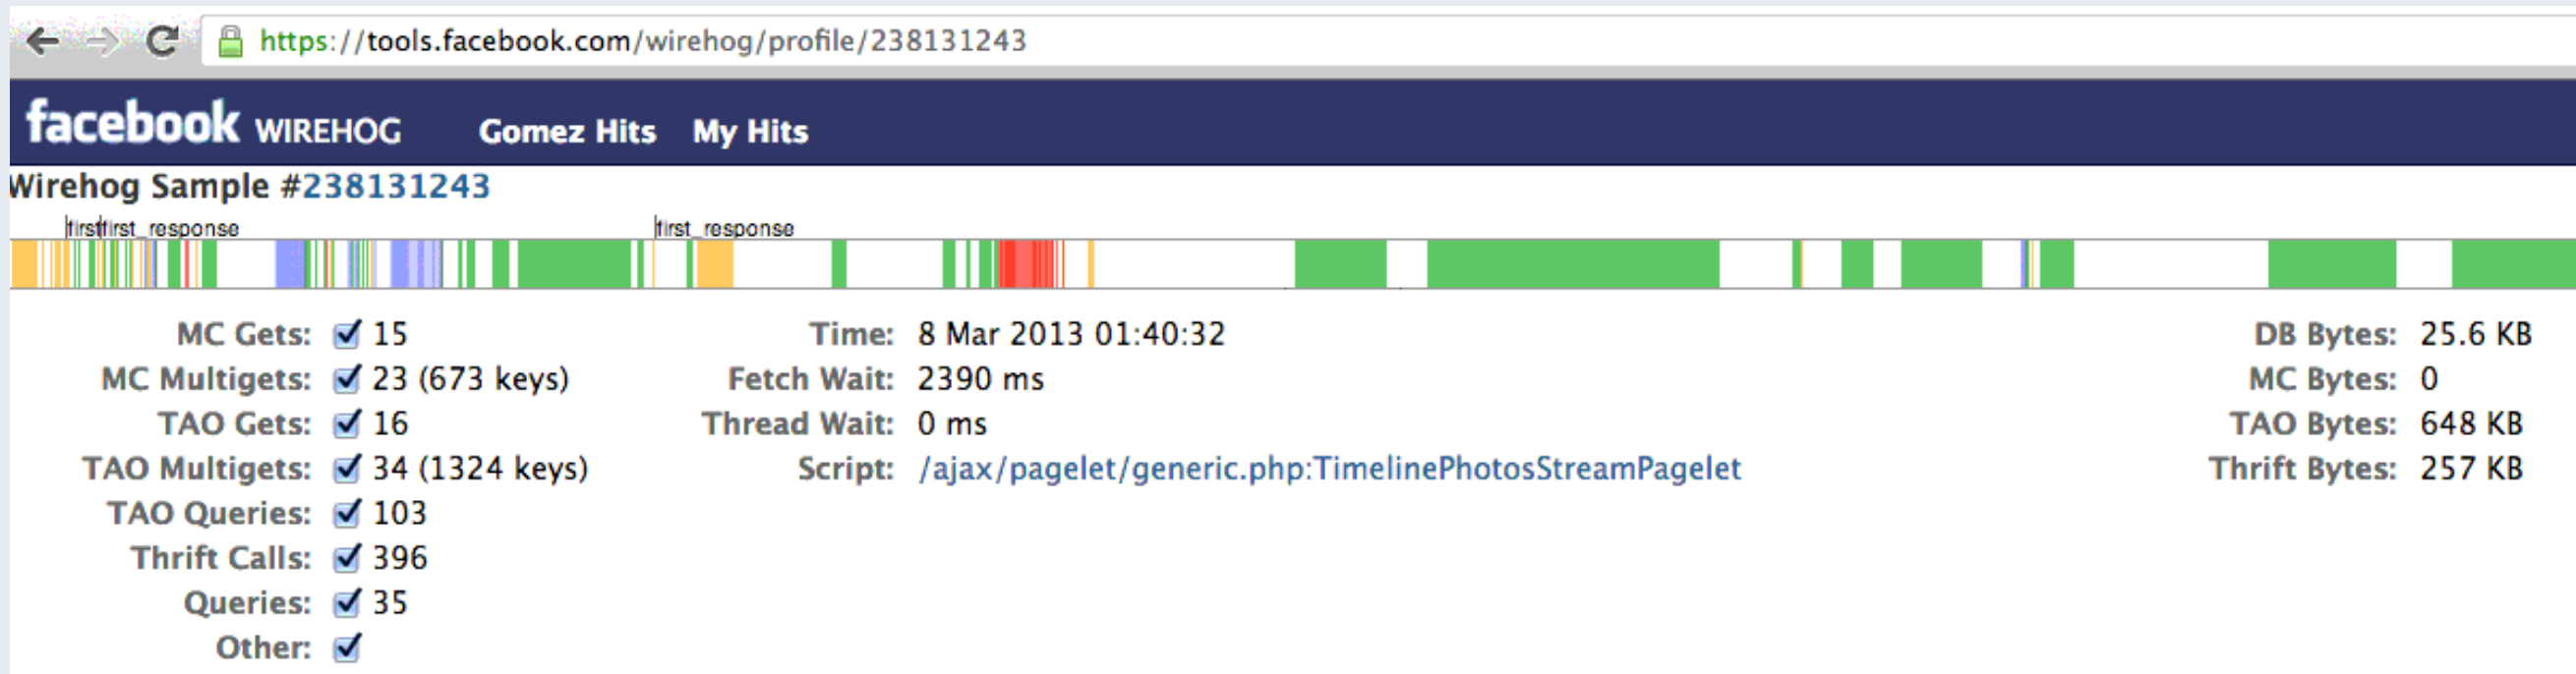 https://tools.facebook.com/wirehog/profile/238131243
facebook WIREHOG Gomez Hits My Hits
Wirehog Sample #238131243
first first_response first_response
MC Gets: 15 Time: 8 Mar 2013 01:40:32 DB Bytes: 25.6 KB
MC Multigets: 23 (673 keys) Fetch Wait: 2390 ms MC Bytes: 0
TAO Gets: 16 Thread Wait: 0 ms TAO Bytes: 648 KB
TAO Multigets: 34 (1324 keys) Script: /ajax/pagelet/generic.php:TimelinePhotosStreamPagelet Thrift Bytes: 257 KB
TAO Queries: 103
Thrift Calls: 396
Queries: 35
Other: